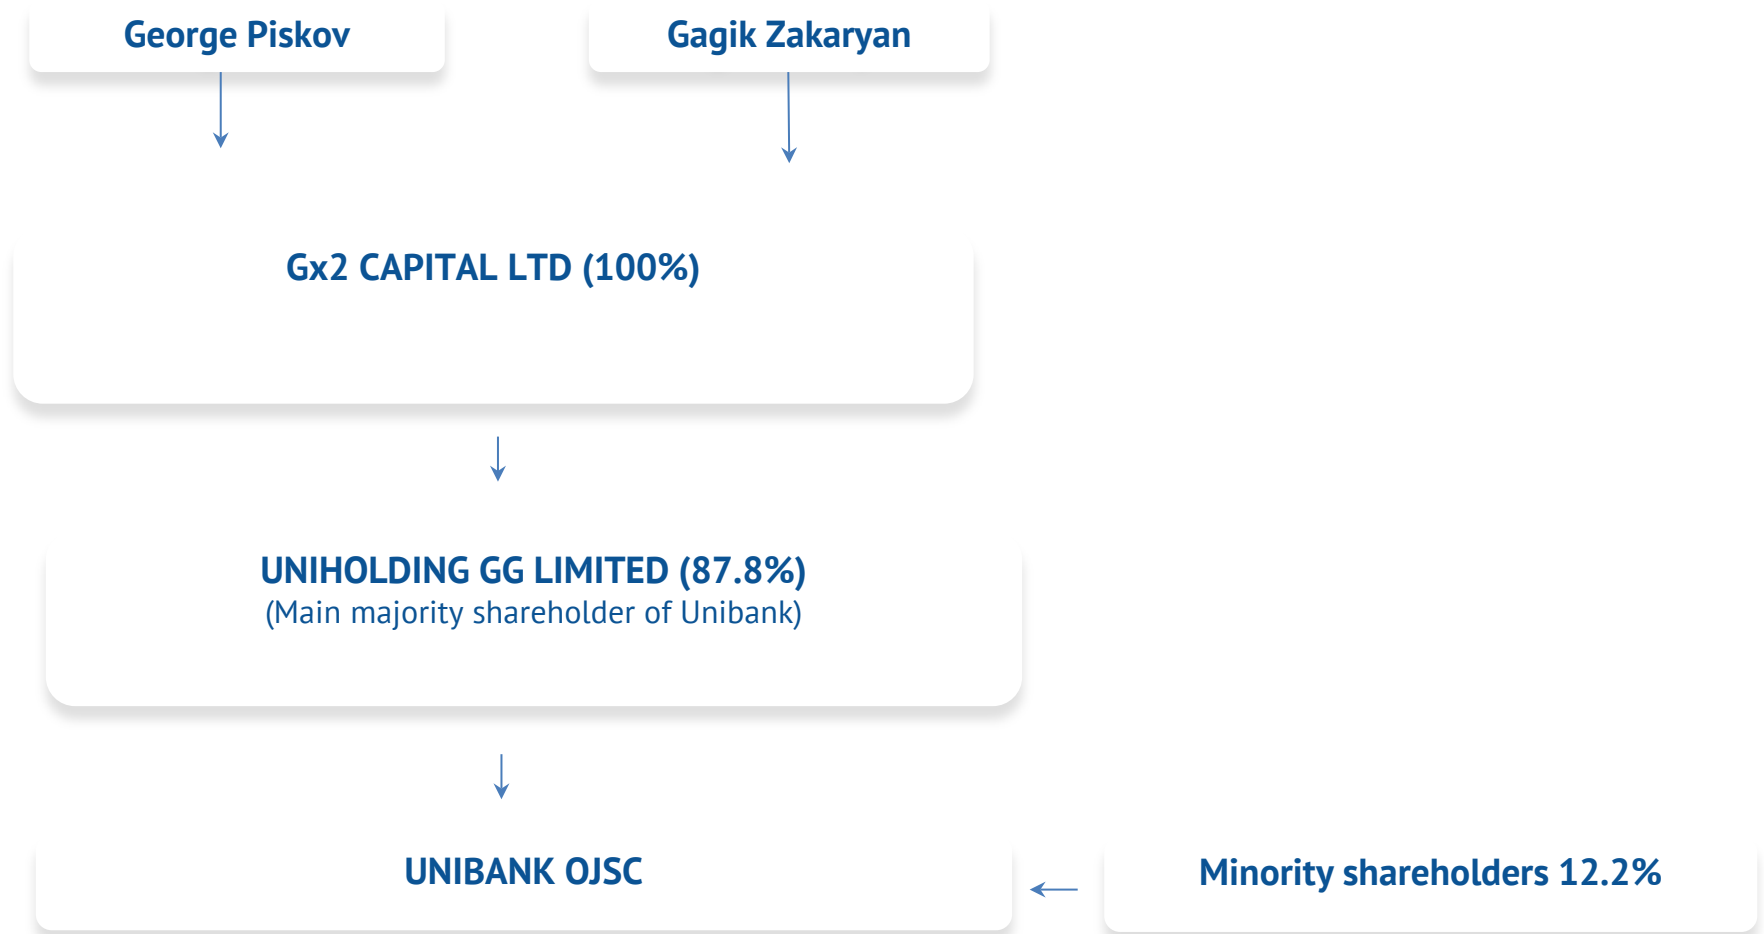 George Piskov
Gagik Zakaryan
Gx2 CAPITAL LTD (100%)
UNIHOLDING GG LIMITED (87.8%)
(Main majority shareholder of Unibank)
UNIBANK OJSC
Minority shareholders 12.2%